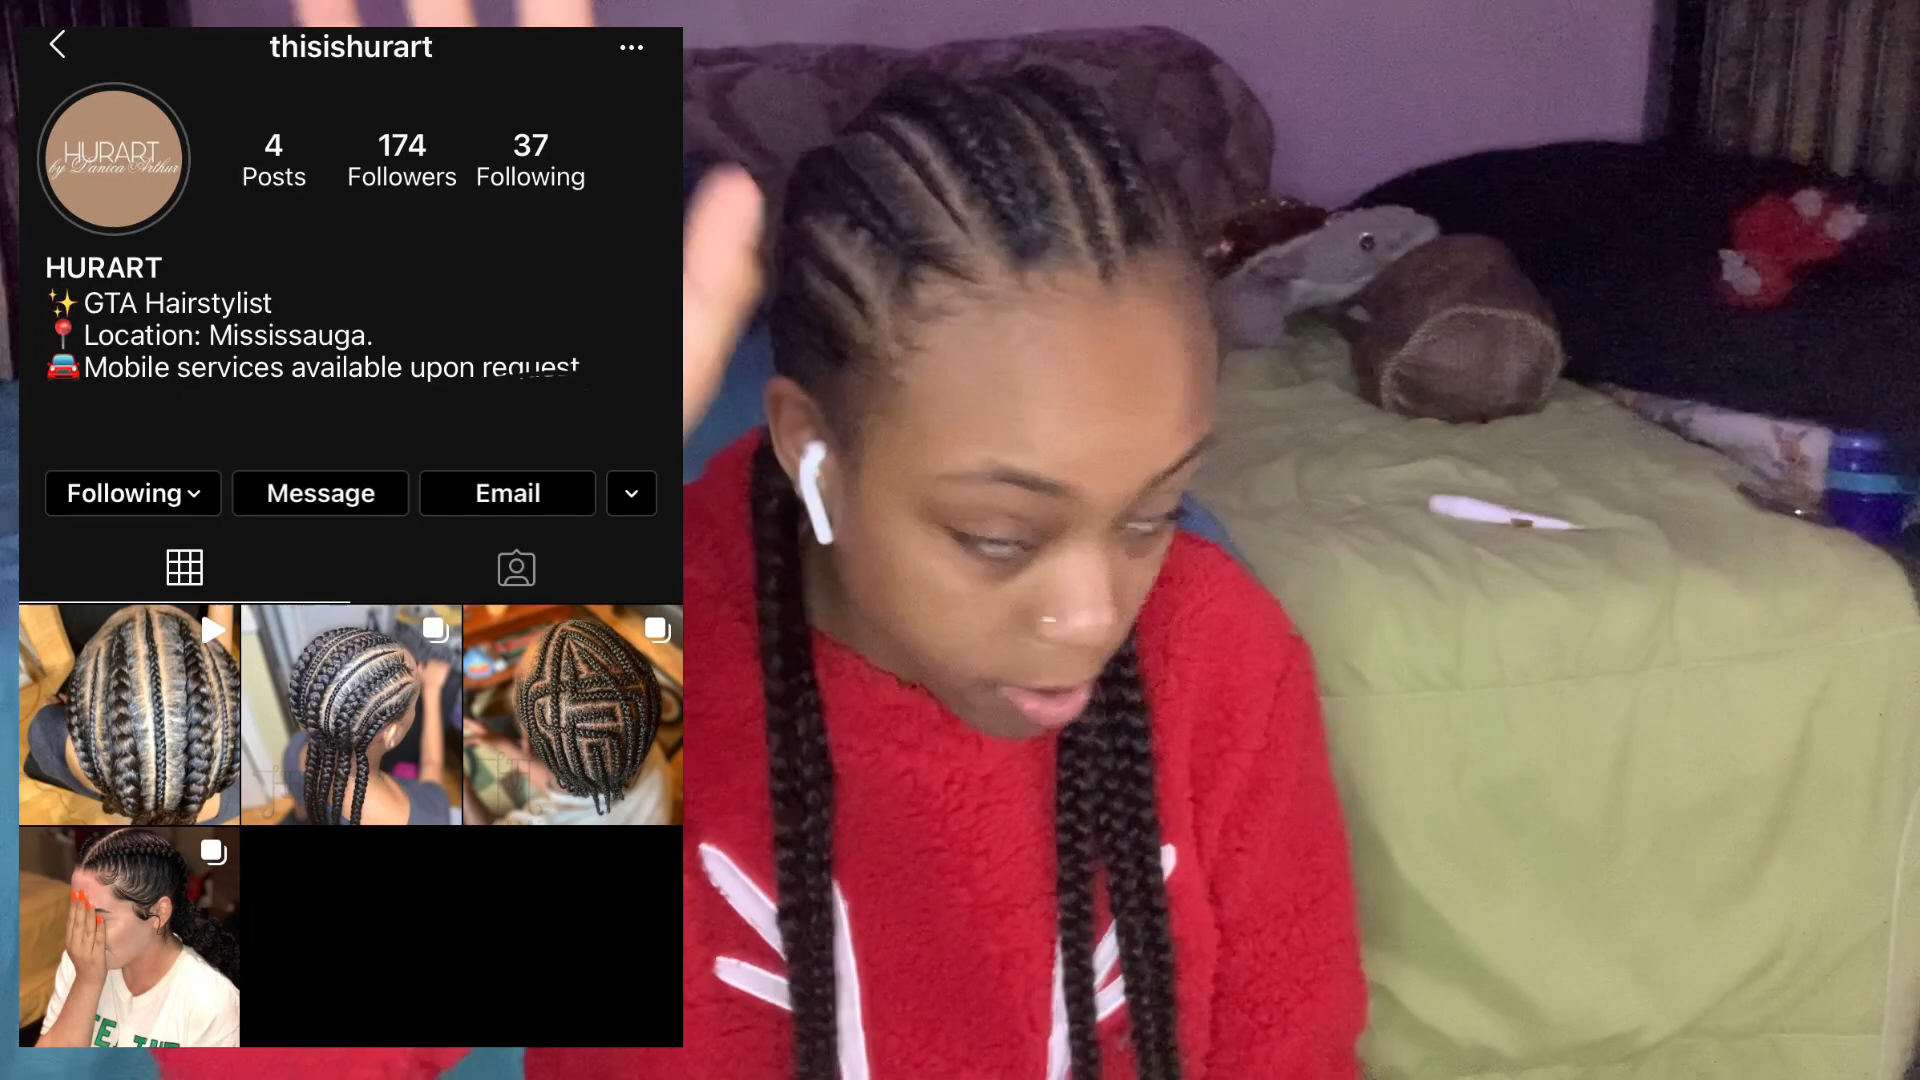 thisishurart
HURART
by Danica Arthur
4
174
37
Posts
Followers
Following
HURART
✨ GTA Hairstylist
📍 Location: Mississauga.
🚘 Mobile services available upon request
Following
Message
Email